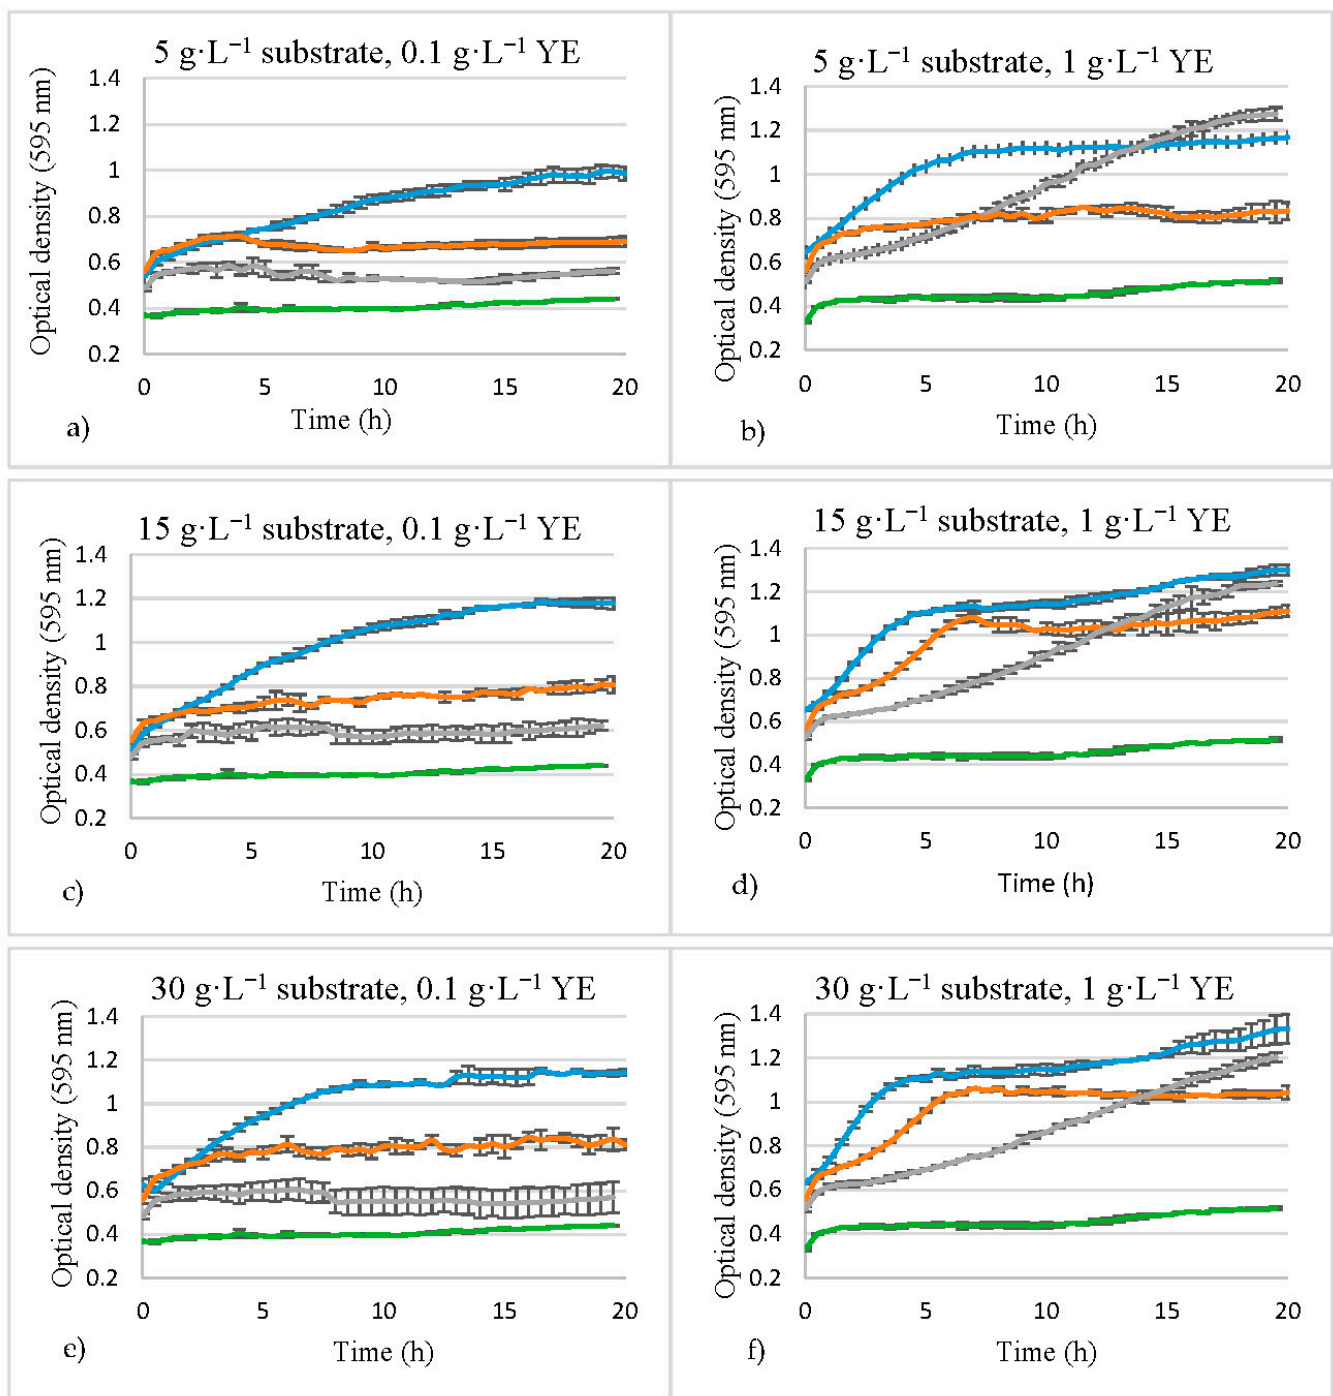 5 g·L⁻¹ substrate, 0.1 g·L⁻¹ YE
Optical density (595 nm)
1.4
1.2
1
0.8
0.6
0.4
0.2
0 5 10 15 20
Time (h)
a)
5 g·L⁻¹ substrate, 1 g·L⁻¹ YE
Optical density (595 nm)
1.4
1.2
1
0.8
0.6
0.4
0.2
0 5 10 15 20
Time (h)
b)
15 g·L⁻¹ substrate, 0.1 g·L⁻¹ YE
Optical density (595 nm)
1.4
1.2
1
0.8
0.6
0.4
0.2
0 5 10 15 20
Time (h)
c)
15 g·L⁻¹ substrate, 1 g·L⁻¹ YE
Optical density (595 nm)
1.4
1.2
1
0.8
0.6
0.4
0.2
0 5 10 15 20
Time (h)
d)
30 g·L⁻¹ substrate, 0.1 g·L⁻¹ YE
Optical density (595 nm)
1.4
1.2
1
0.8
0.6
0.4
0.2
0 5 10 15 20
Time (h)
e)
30 g·L⁻¹ substrate, 1 g·L⁻¹ YE
Optical density (595 nm)
1.4
1.2
1
0.8
0.6
0.4
0.2
0 5 10 15 20
Time (h)
f)